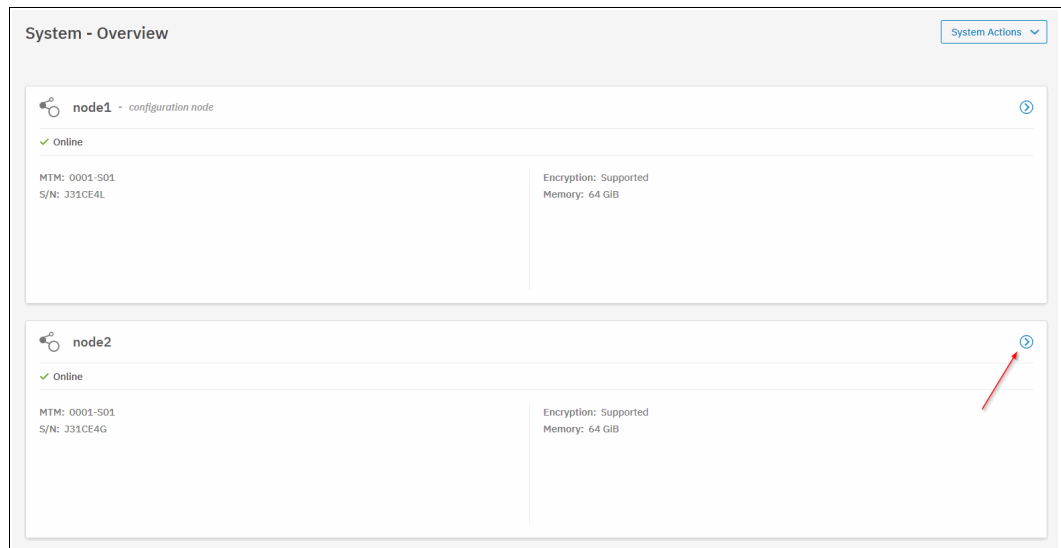 System - Overview
System Actions
node1 - configuration node
Online
MTM: 0001-S01
S/N: J31CE4L
Encryption: Supported
Memory: 64 GiB
node2
Online
MTM: 0001-S01
S/N: J31CE4G
Encryption: Supported
Memory: 64 GiB